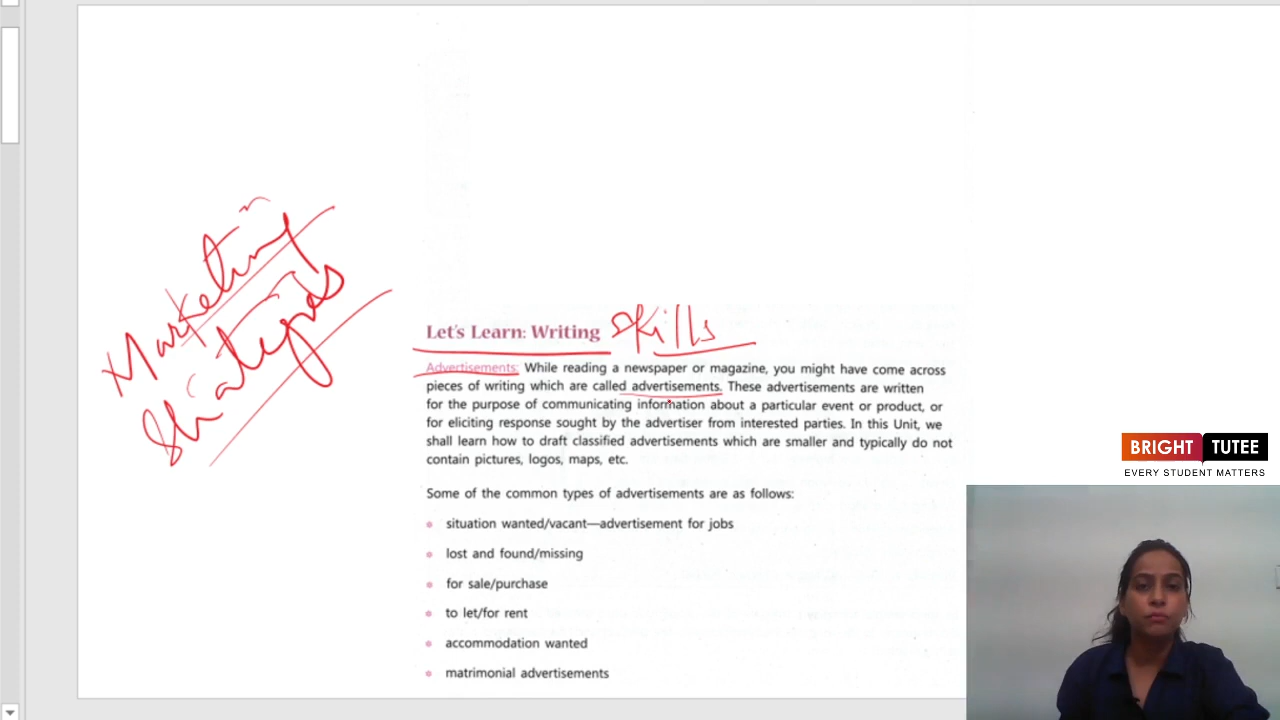 Marketing
Strategies
Let's Learn: Writing skills
Advertisements: While reading a newspaper or magazine, you might have come across
pieces of writing which are called advertisements. These advertisements are written
for the purpose of communicating information about a particular event or product, or
for eliciting response sought by the advertiser from interested parties. In this Unit, we
shall learn how to draft classified advertisements which are smaller and typically do not
contain pictures, logos, maps, etc.
Some of the common types of advertisements are as follows:
situation wanted/vacant—advertisement for jobs
lost and found/missing
for sale/purchase
to let/for rent
accommodation wanted
matrimonial advertisements
BRIGHT TUTEE
EVERY STUDENT MATTERS